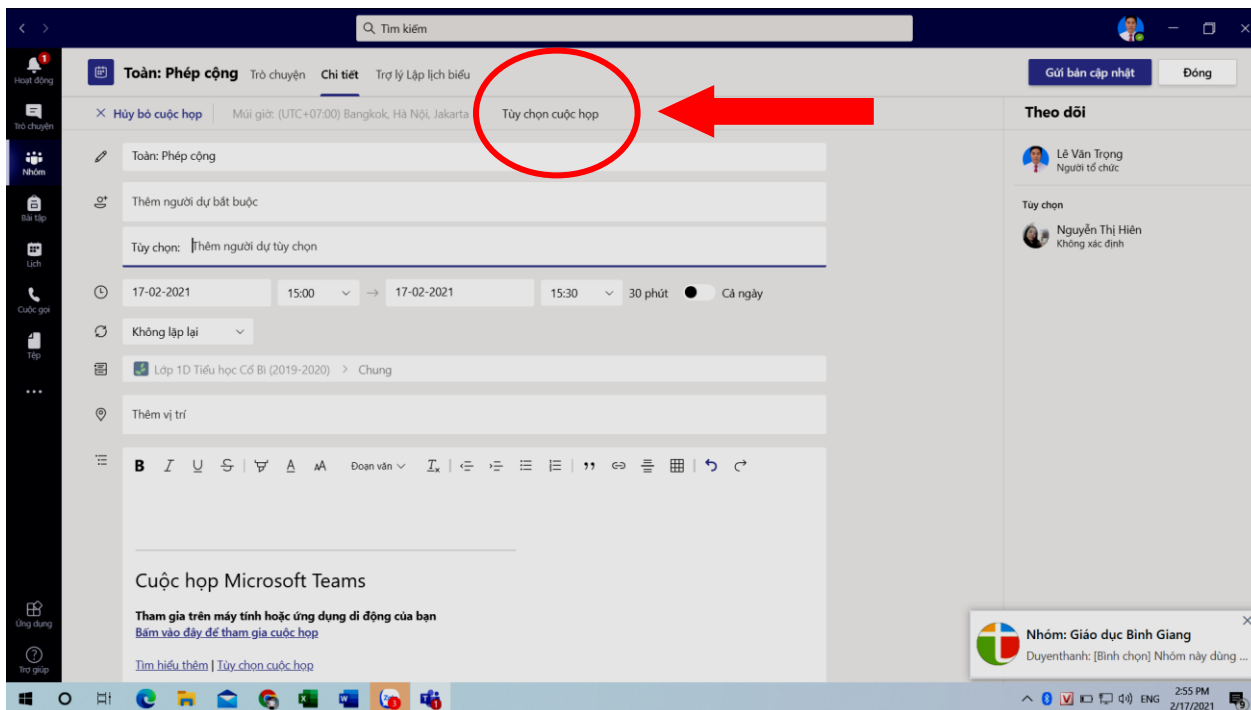 Tìm kiếm
1
Hoạt động
Trò chuyện
Nhóm
Bài tập
Lịch
Cuộc gọi
Tệp
Ứng dụng
Trợ giúp
Toàn: Phép cộng Trò chuyện Chi tiết Trợ lý Lập lịch biểu
Gửi bản cập nhật Đóng
Hủy bỏ cuộc họp Múi giờ: (UTC+07:00) Bangkok, Hà Nội, Jakarta Tùy chọn cuộc họp
Toàn: Phép cộng
Thêm người dự bắt buộc
Tùy chọn: Thêm người dự tùy chọn
17-02-2021 15:00 → 17-02-2021 15:30 30 phút Cả ngày
Không lặp lại
Lớp 1D Tiểu học Cổ Bì (2019-2020) > Chung
Thêm vị trí
B I U S A AA Đoạn văn
Cuộc họp Microsoft Teams
Tham gia trên máy tính hoặc ứng dụng di động của bạn
Bấm vào đây để tham gia cuộc họp
Tìm hiểu thêm | Tùy chọn cuộc họp
Theo dõi
Lê Văn Trọng
Người tổ chức
Tùy chọn
Nguyễn Thị Hiên
Không xác định
Nhóm: Giáo dục Bình Giang
Duyenthanh: [Bình chọn] Nhóm này dùng ...
ENG 2:55 PM
2/17/2021